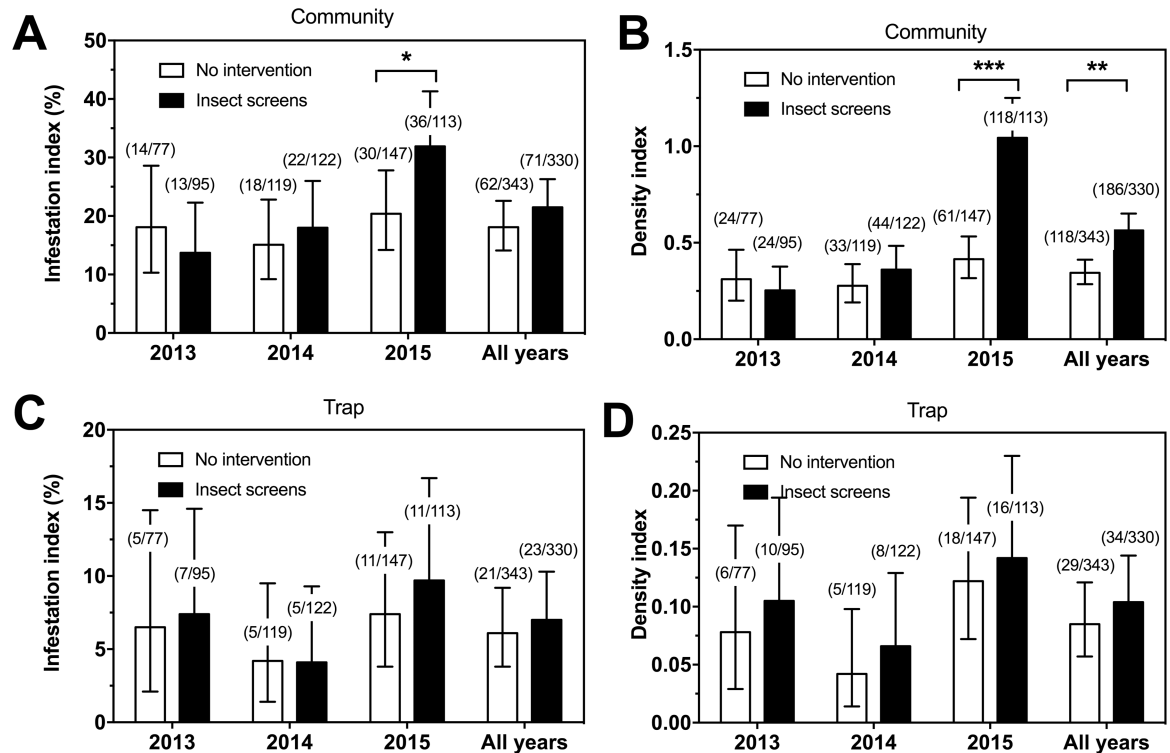 A
Community
Infestation index (%)
50
40
30
20
10
0
No intervention
Insect screens
*
(14/77)
(13/95)
(18/119)
(22/122)
(30/147)
(36/113)
(62/343)
(71/330)
2013
2014
2015
All years
B
Community
Density index
1.5
1.0
0.5
0.0
No intervention
Insect screens
***
**
(24/77)
(24/95)
(33/119)
(44/122)
(61/147)
(118/113)
(118/343)
(186/330)
2013
2014
2015
All years
C
Trap
Infestation index (%)
20
15
10
5
0
No intervention
Insect screens
(5/77)
(7/95)
(5/119)
(5/122)
(11/147)
(11/113)
(21/343)
(23/330)
2013
2014
2015
All years
D
Trap
Density index
0.25
0.20
0.15
0.10
0.05
0.00
No intervention
Insect screens
(6/77)
(10/95)
(5/119)
(8/122)
(18/147)
(16/113)
(29/343)
(34/330)
2013
2014
2015
All years